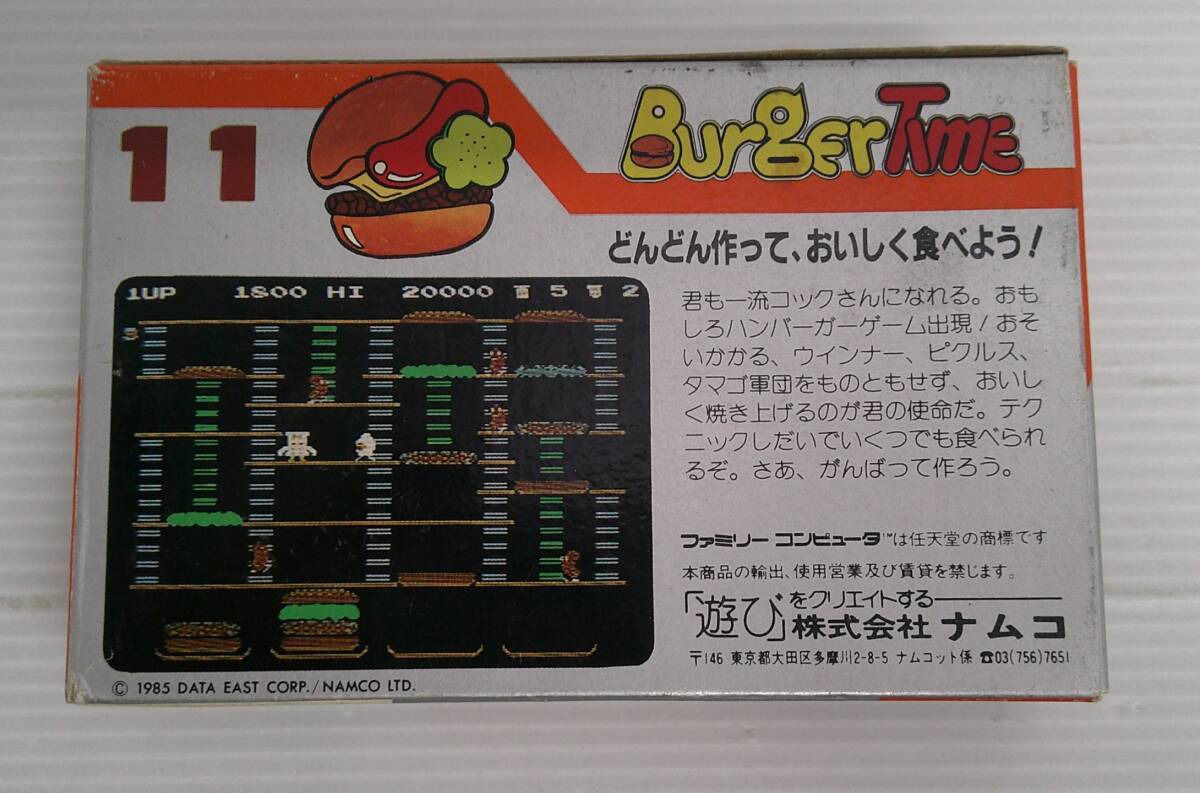 11
BurgerTime
どんどん作って、おいしく食べよう!
1UP 1800 HI 20000 5 2
君も一流コックさんになれる。おも
しろハンバーガーゲーム出現!おそ
いかかる、ウインナー、ピクルス、
タマゴ軍団をものともせず、おいし
く焼き上げるのが君の使命だ。テク
ニックしだいでいくつでも食べられ
るぞ。さあ、がんばって作ろう。
ファミリー コンピュータ™は任天堂の商標です
本商品の輸出、使用営業及び賃貸を禁じます。
「遊び」をクリエイトする
株式会社 ナムコ
〒146 東京都大田区多摩川2-8-5 ナムコット係 ☎03(756)7651
© 1985 DATA EAST CORP./NAMCO LTD.